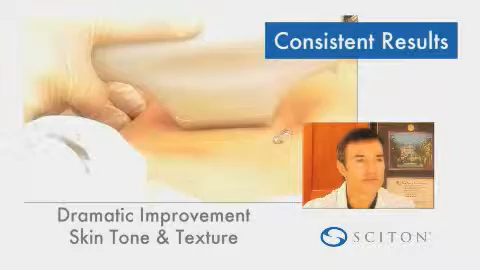 Consistent Results
Dramatic Improvement
Skin Tone & Texture
SCITON